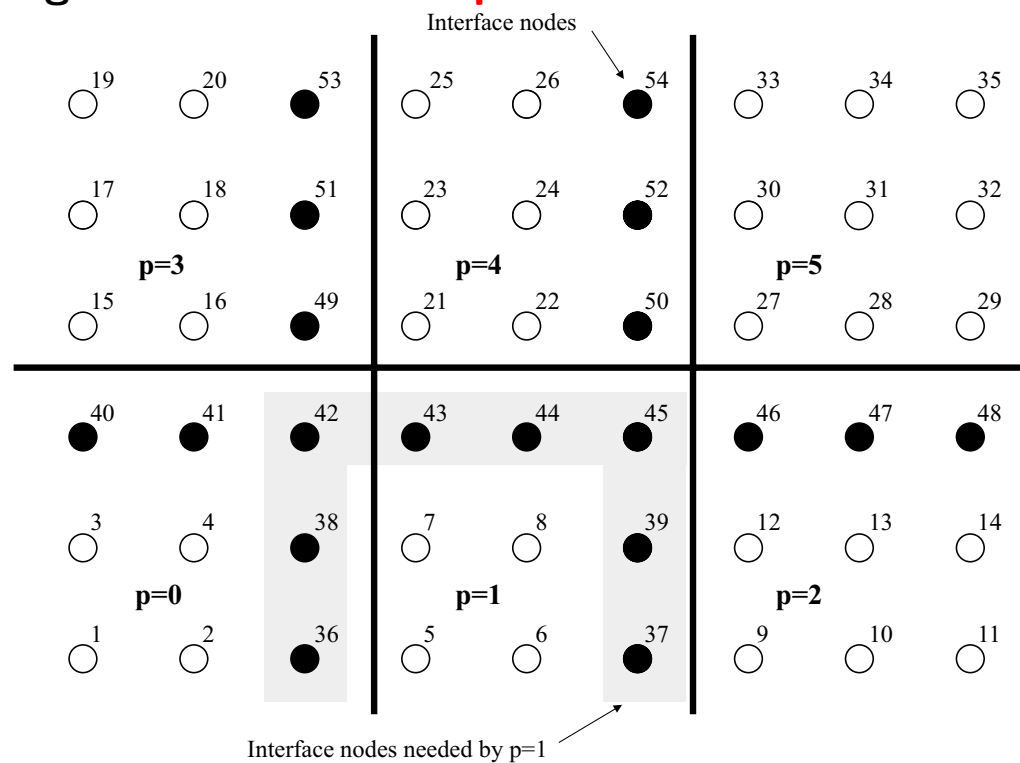 Interface nodes
19 20 53 25 26 54 33 34 35
17 18 51 23 24 52 30 31 32
p=3 p=4 p=5
15 16 49 21 22 50 27 28 29
40 41 42 43 44 45 46 47 48
3 4 38 7 8 39 12 13 14
p=0 p=1 p=2
1 2 36 5 6 37 9 10 11
Interface nodes needed by p=1